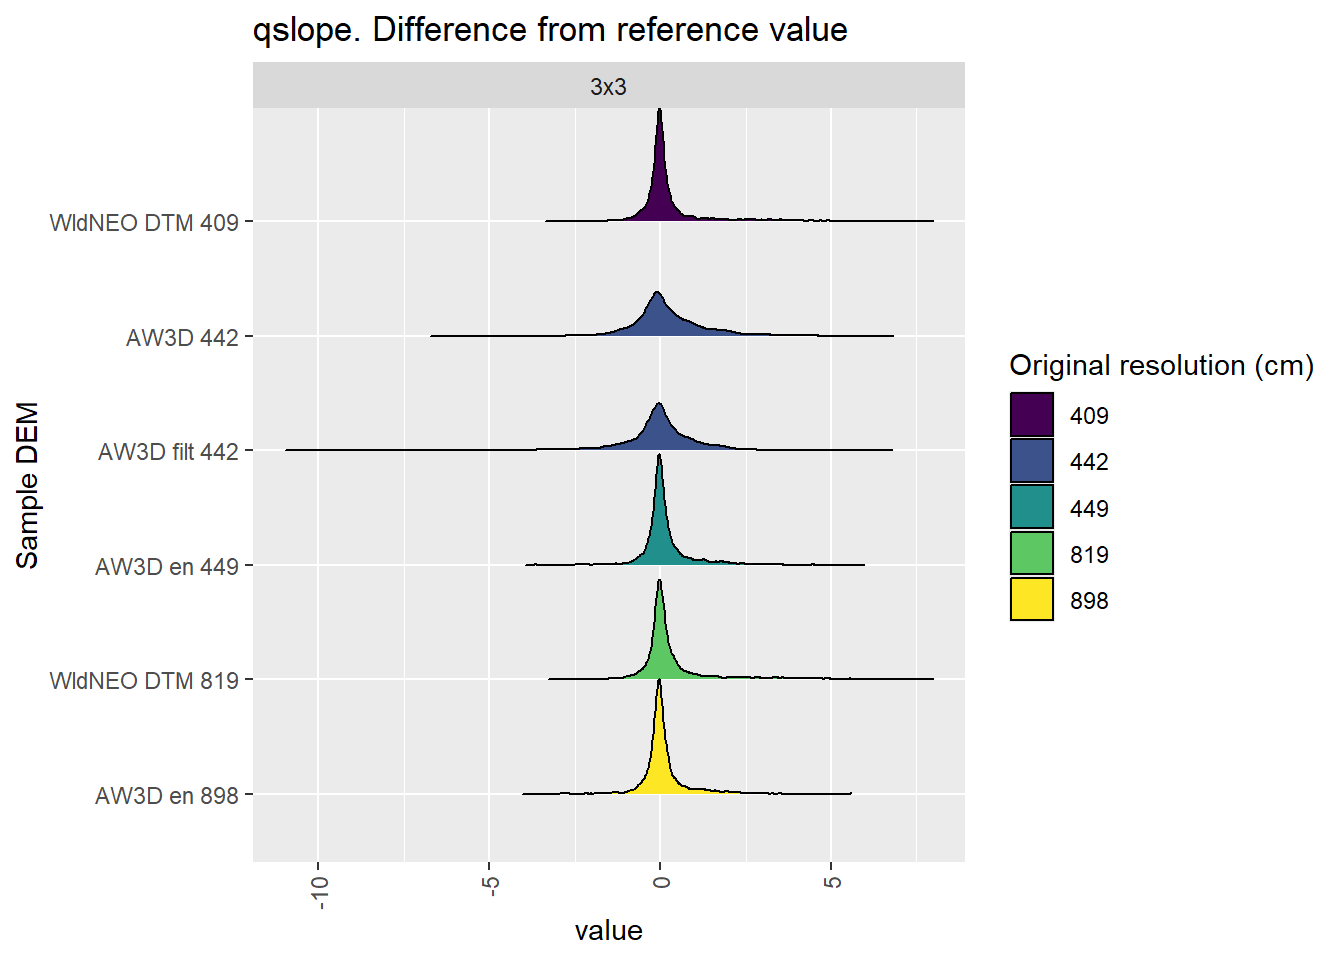 qslope. Difference from reference value
3x3
WldNEO DTM 409
AW3D 442
AW3D filt 442
AW3D en 449
WldNEO DTM 819
AW3D en 898
Sample DEM
-10
-5
0
5
value
Original resolution (cm)
409
442
449
819
898